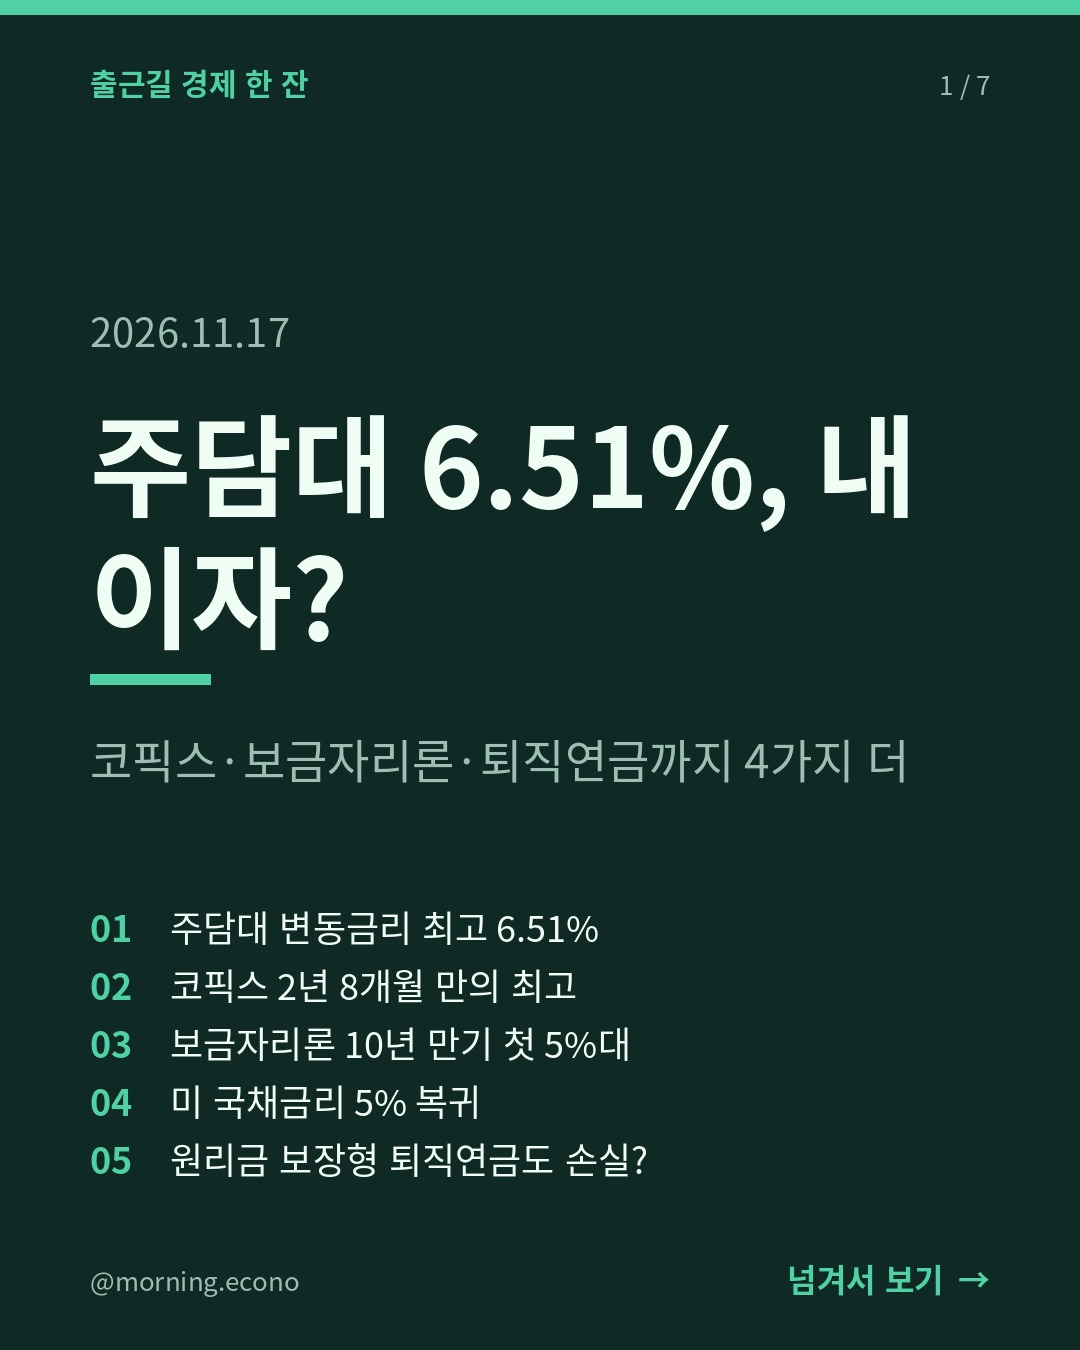 출근길 경제 한 잔
1 / 7
2026.11.17
주담대 6.51%, 내
이자?
코픽스·보금자리론·퇴직연금까지 4가지 더
01 주담대 변동금리 최고 6.51%
02 코픽스 2년 8개월 만의 최고
03 보금자리론 10년 만기 첫 5%대
04 미 국채금리 5% 복귀
05 원리금 보장형 퇴직연금도 손실?
@morning.econo
넘겨서 보기 →